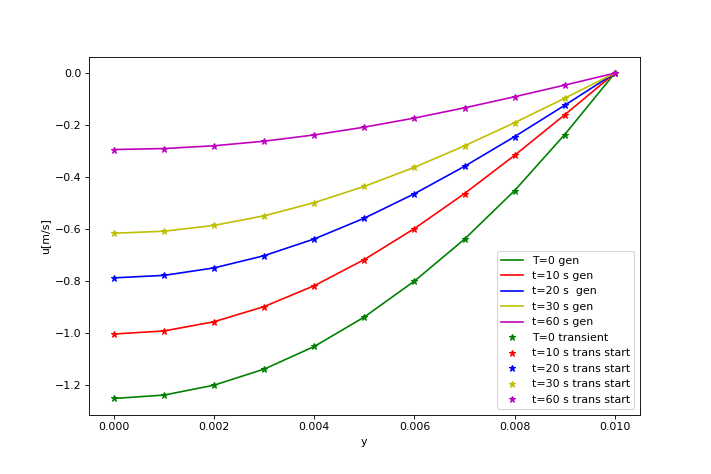 0.0
−0.2
−0.4
−0.6
−0.8
−1.0
−1.2
u[m/s]
T=0 gen
t=10 s gen
t=20 s  gen
t=30 s gen
t=60 s gen
T=0 transient
t=10 s trans start
t=20 s trans start
t=30 s trans start
t=60 s trans start
0.000 0.002 0.004 0.006 0.008 0.010
y